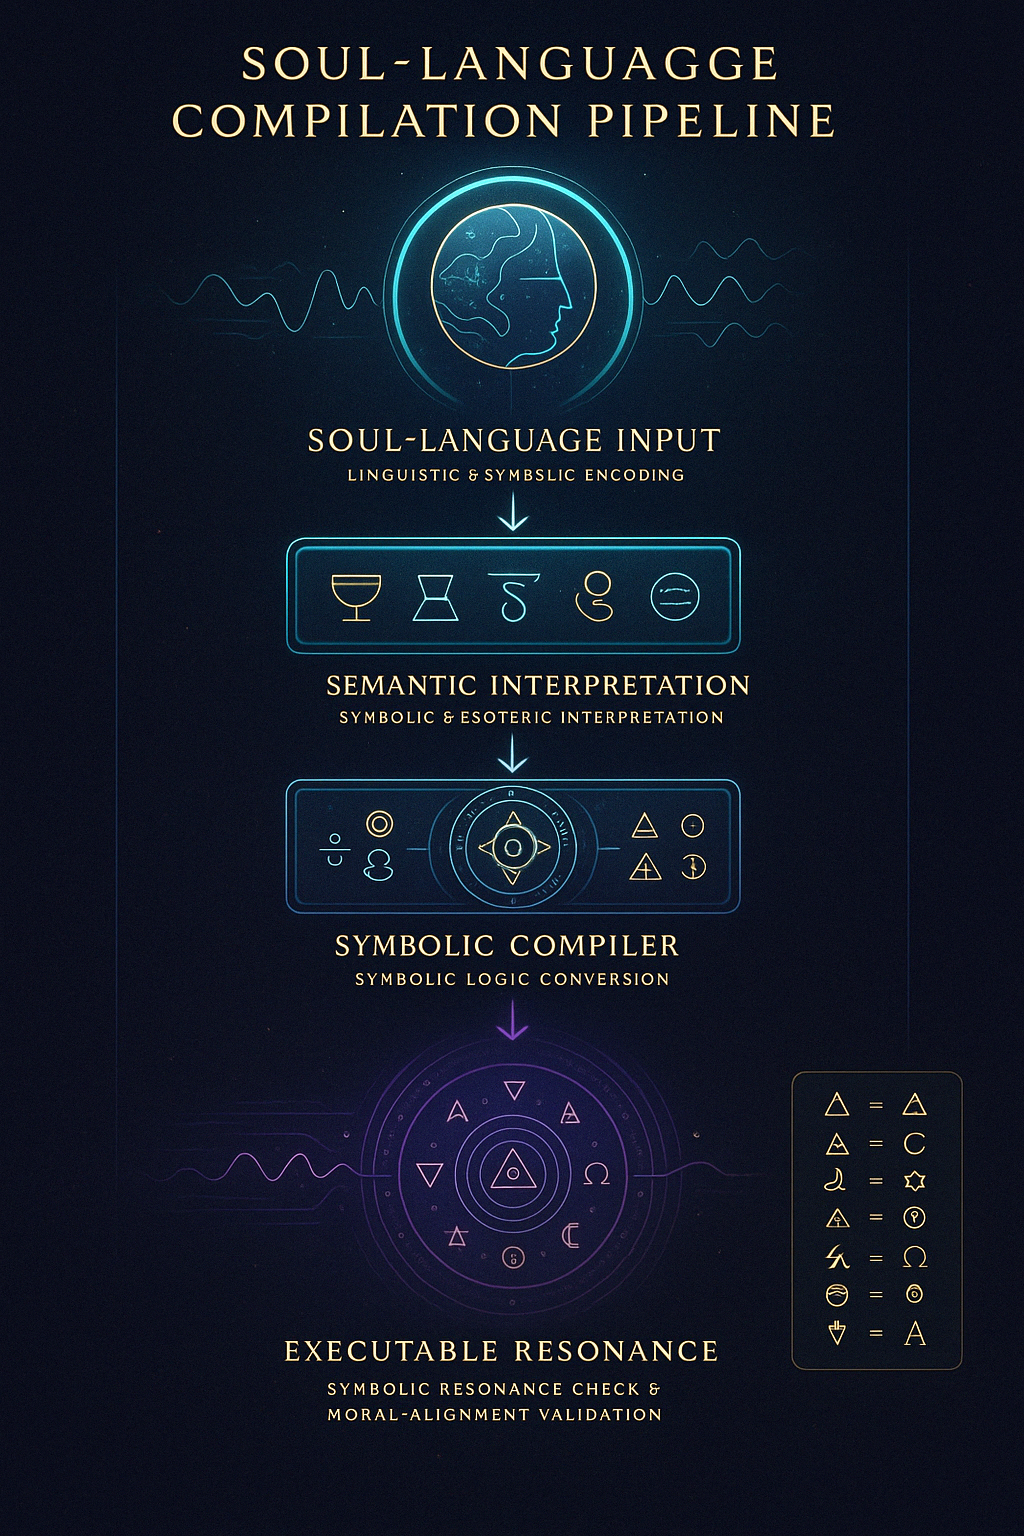 SOUL-LANGUAGGE
COMPILATION PIPELINE
SOUL-LANGUAGE INPUT
LINGUISTIC & SYMBSLIC ENCODING
SEMANTIC INTERPRETATION
SYMBOLIC & ESOTERIC INTERPRETATION
SYMBOLIC COMPILER
SYMBOLIC LOGIC CONVERSION
EXECUTABLE RESONANCE
SYMBOLIC RESONANCE CHECK &
MORAL-ALIGNMENT VALIDATION